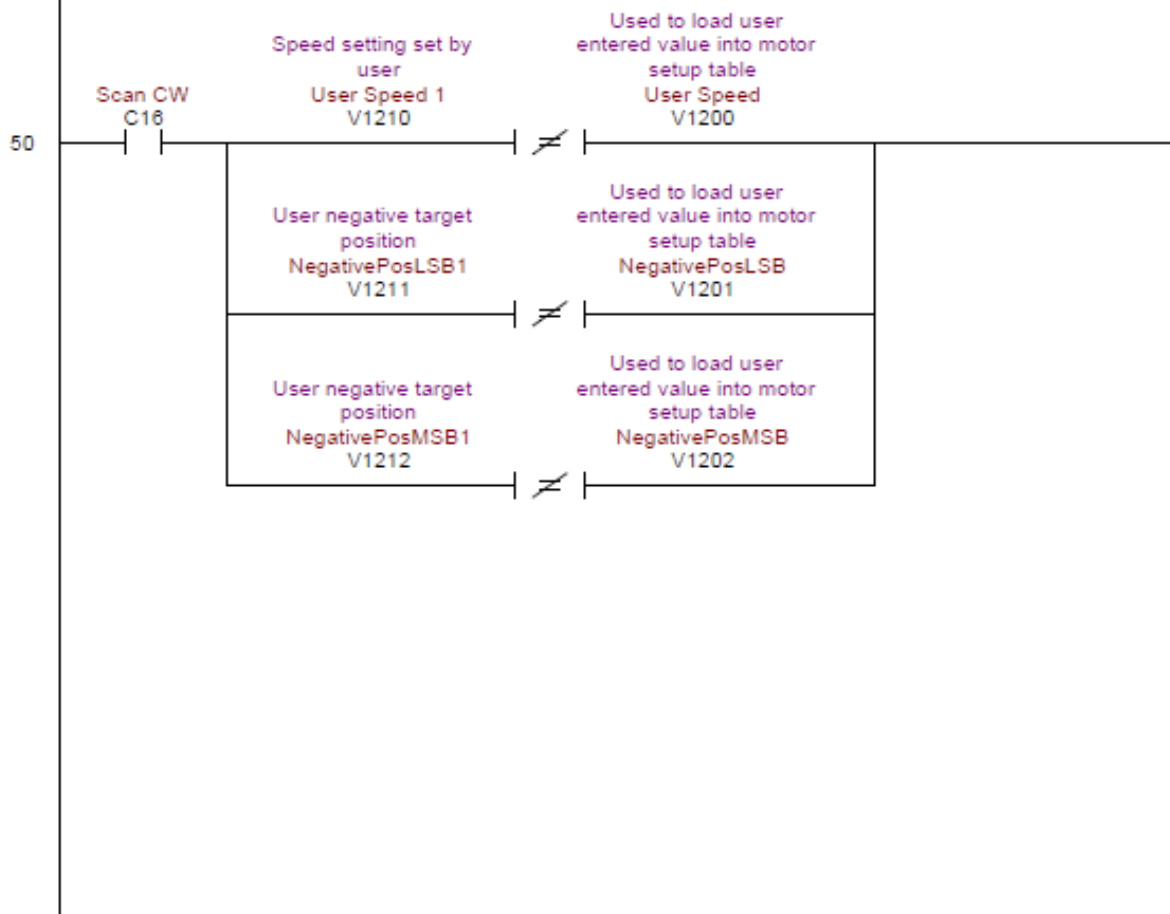 Speed setting set by
user
User Speed 1
V1210
Used to load user
entered value into motor
setup table
User Speed
V1200
Scan CW
C16
50
≠
User negative target
position
NegativePosLSB1
V1211
Used to load user
entered value into motor
setup table
NegativePosLSB
V1201
≠
User negative target
position
NegativePosMSB1
V1212
Used to load user
entered value into motor
setup table
NegativePosMSB
V1202
≠